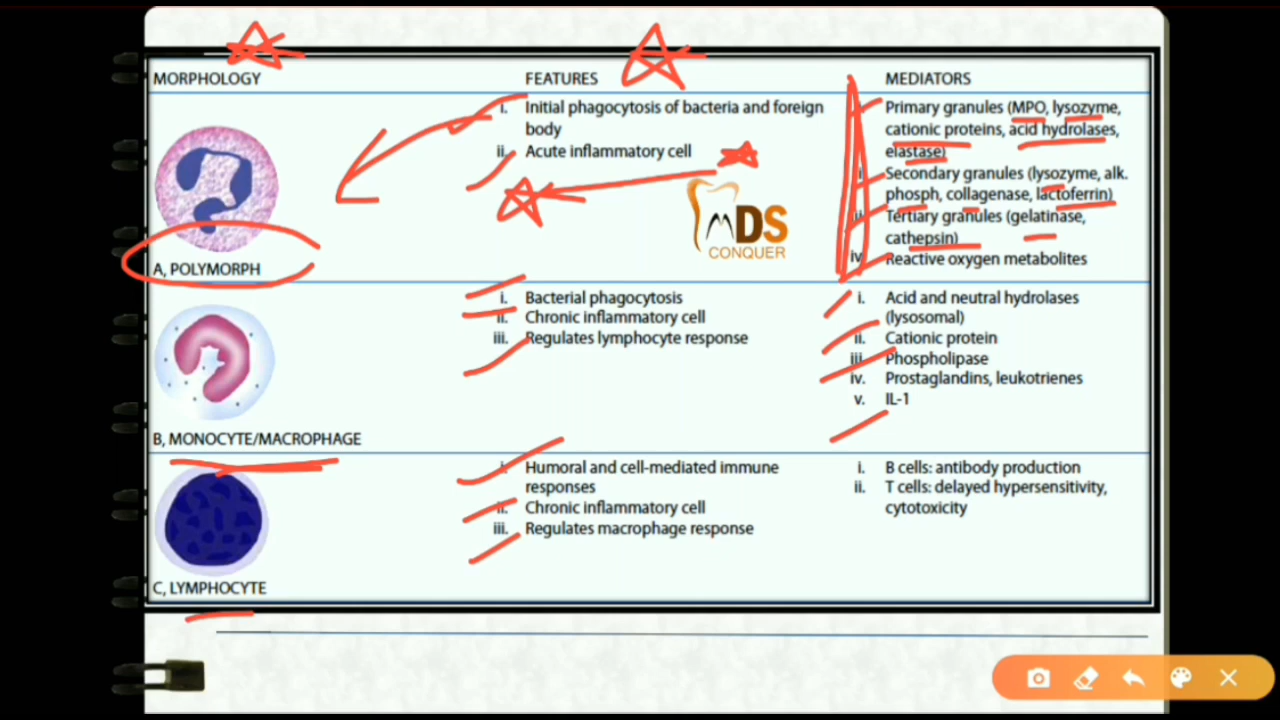 MORPHOLOGY
FEATURES
MEDIATORS
i. Initial phagocytosis of bacteria and foreign
body
ii. Acute inflammatory cell
Primary granules (MPO, lysozyme,
cationic proteins, acid hydrolases,
elastase)
Secondary granules (lysozyme, alk.
phosph, collagenase, lactoferrin)
Tertiary granules (gelatinase,
cathepsin)
iv. Reactive oxygen metabolites
MDS
CONQUER
A, POLYMORPH
i. Bacterial phagocytosis
ii. Chronic inflammatory cell
iii. Regulates lymphocyte response
i. Acid and neutral hydrolases
(lysosomal)
ii. Cationic protein
iii. Phospholipase
iv. Prostaglandins, leukotrienes
v. IL-1
B, MONOCYTE/MACROPHAGE
i. Humoral and cell-mediated immune
responses
ii. Chronic inflammatory cell
iii. Regulates macrophage response
i. B cells: antibody production
ii. T cells: delayed hypersensitivity,
cytotoxicity
C, LYMPHOCYTE